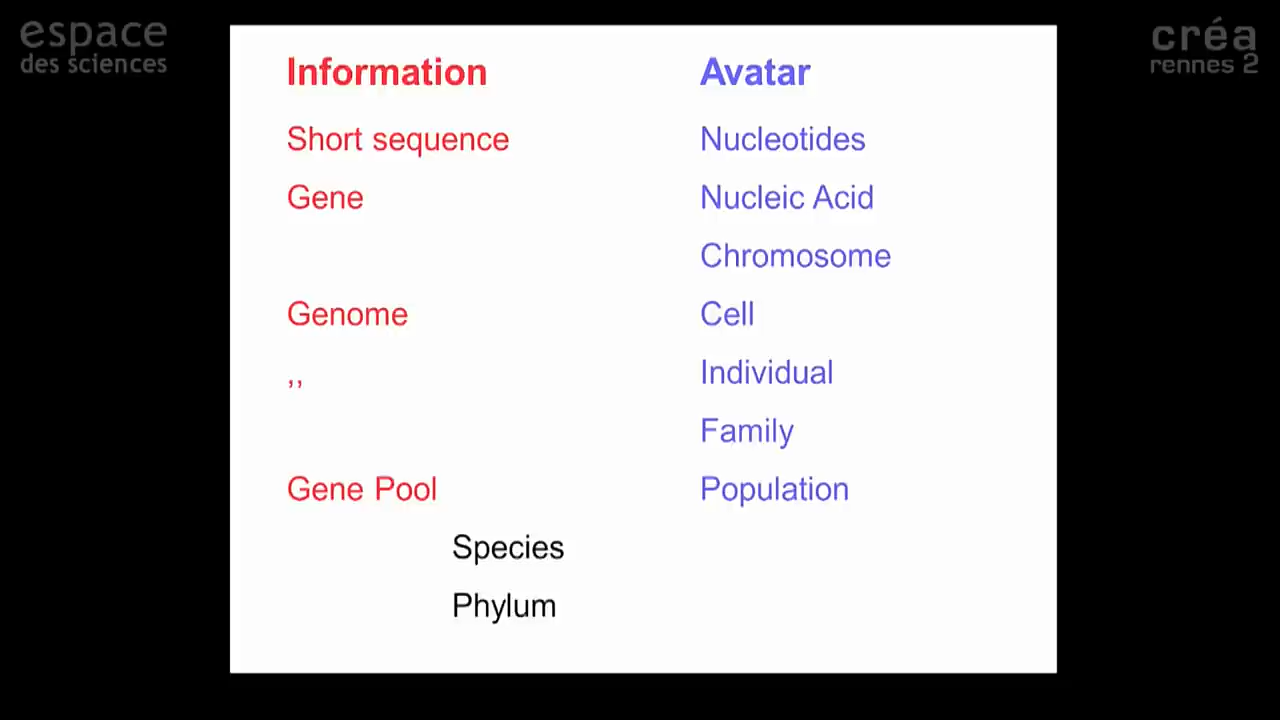 espace
des sciences
créa
rennes 2
Information Avatar
Short sequence Nucleotides
Gene Nucleic Acid
Chromosome
Genome Cell
,, Individual
Family
Gene Pool Population
Species
Phylum